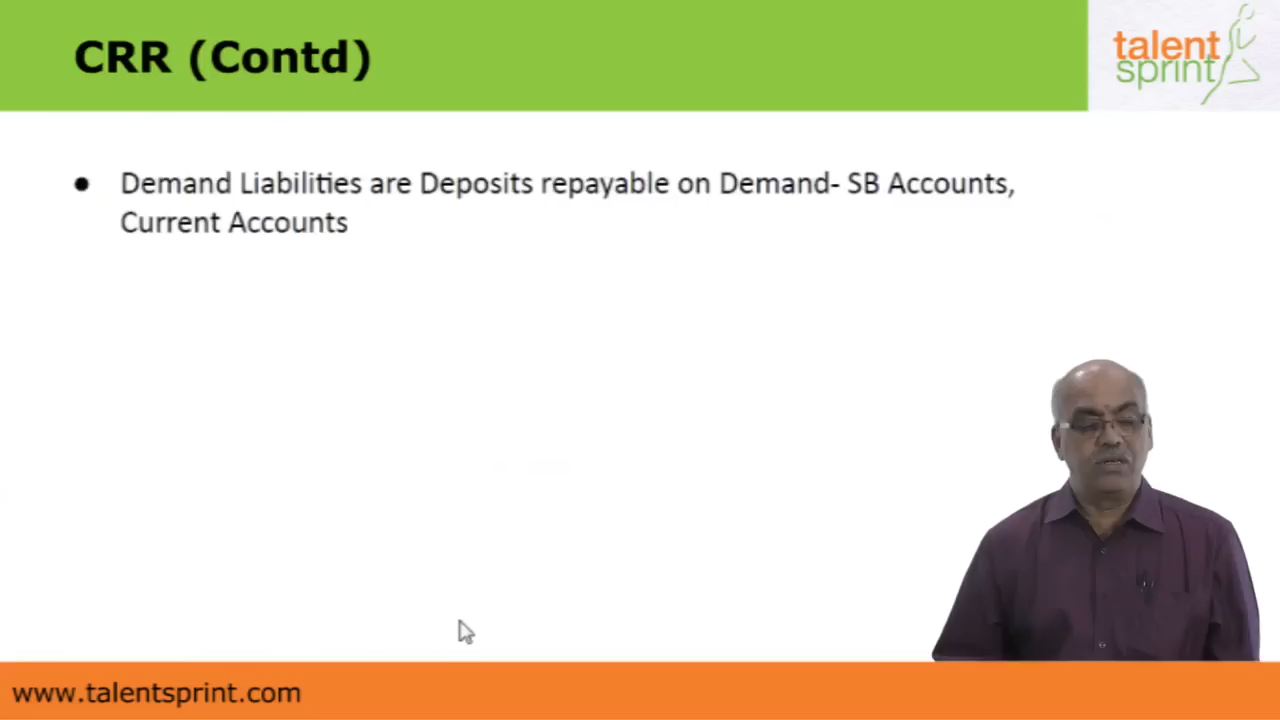 CRR (Contd)
talent
sprint
● Demand Liabilities are Deposits repayable on Demand- SB Accounts,
Current Accounts
www.talentsprint.com